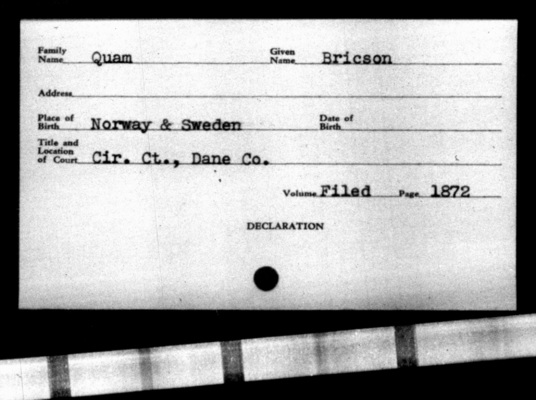 Family Name Quam Given Name Bricson
Address
Place of Birth Norway & Sweden Date of Birth
Title and Location of Court Cir. Ct., Dane Co.
Volume Filed Page 1872
DECLARATION